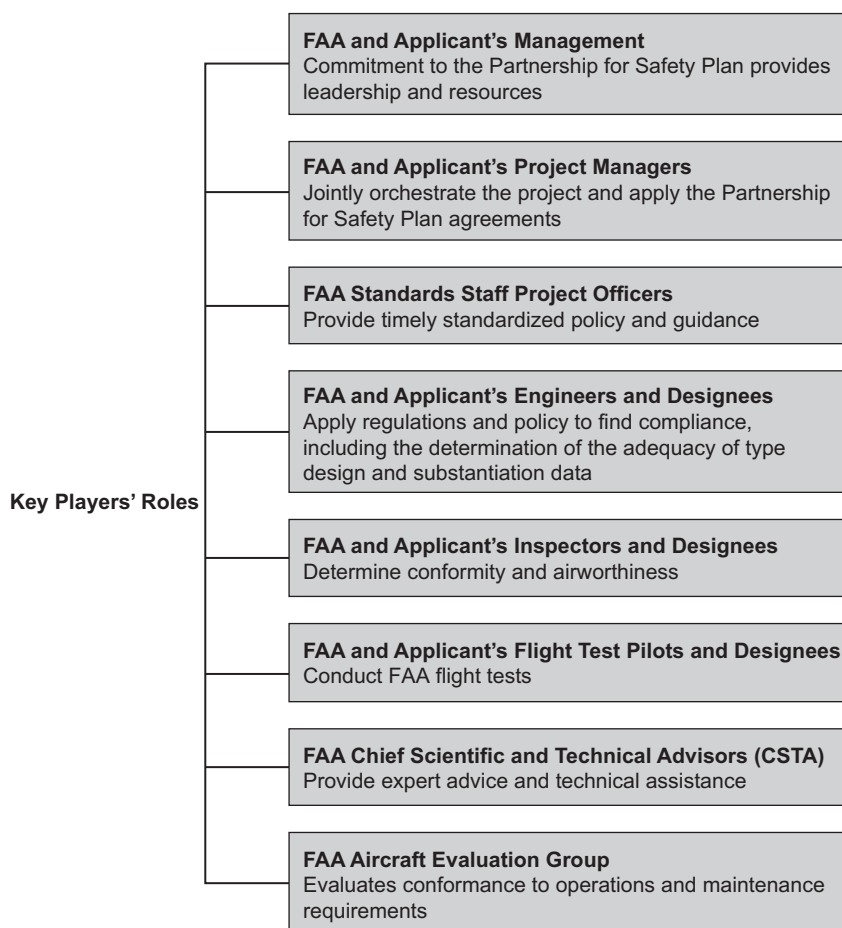 FAA and Applicant's Management
Commitment to the Partnership for Safety Plan provides
leadership and resources
FAA and Applicant's Project Managers
Jointly orchestrate the project and apply the Partnership
for Safety Plan agreements
FAA Standards Staff Project Officers
Provide timely standardized policy and guidance
FAA and Applicant's Engineers and Designees
Apply regulations and policy to find compliance,
including the determination of the adequacy of type
design and substantiation data
Key Players' Roles
FAA and Applicant's Inspectors and Designees
Determine conformity and airworthiness
FAA and Applicant's Flight Test Pilots and Designees
Conduct FAA flight tests
FAA Chief Scientific and Technical Advisors (CSTA)
Provide expert advice and technical assistance
FAA Aircraft Evaluation Group
Evaluates conformance to operations and maintenance
requirements